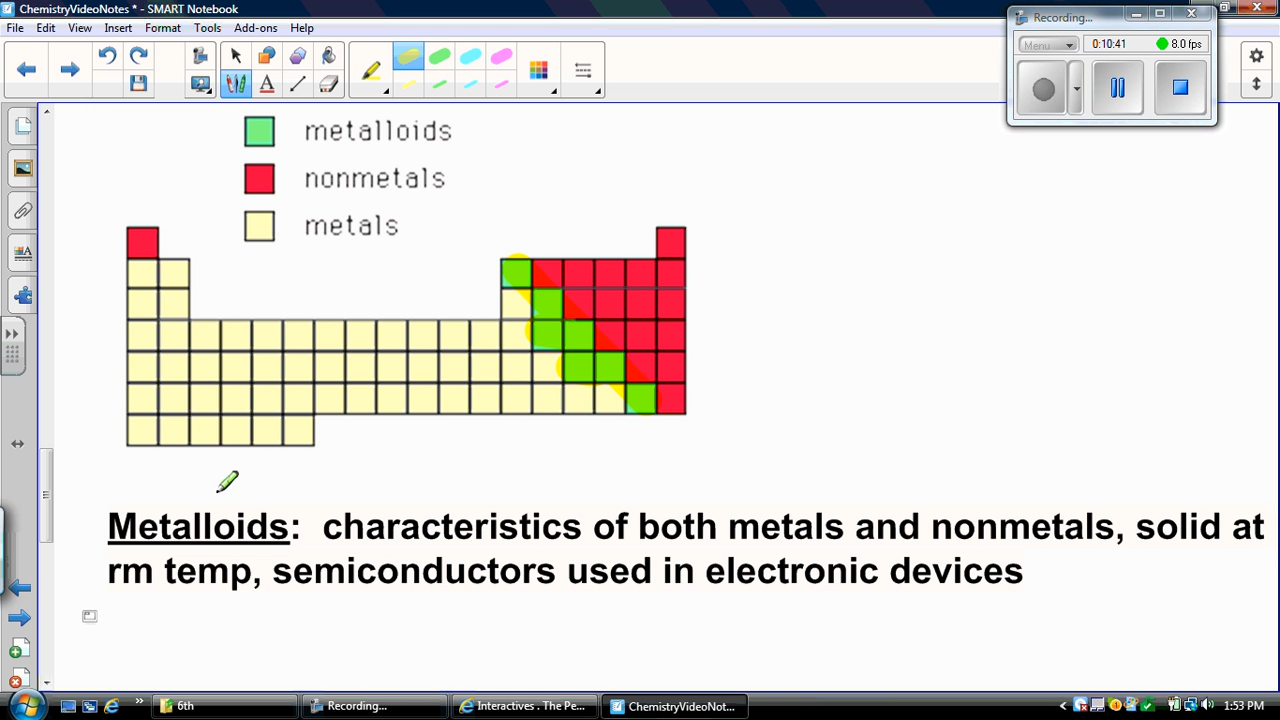 ChemistryVideoNotes * - SMART Notebook
File Edit View Insert Format Tools Add-ons Help
Recording...
Menu 0:10:41 8.0 fps
metalloids
nonmetals
metals
Metalloids: characteristics of both metals and nonmetals, solid at
rm temp, semiconductors used in electronic devices
6th Recording... Interactives . The Pe... ChemistryVideoNot... 1:53 PM